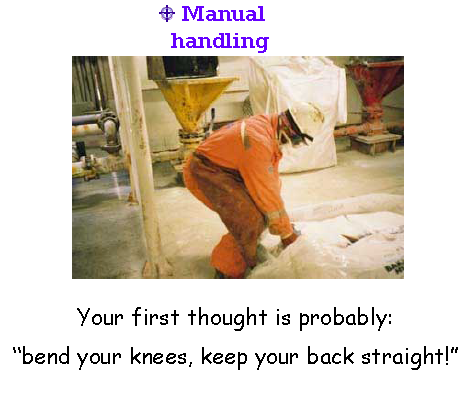 Manual
handling
Your first thought is probably:
“bend your knees, keep your back straight!”